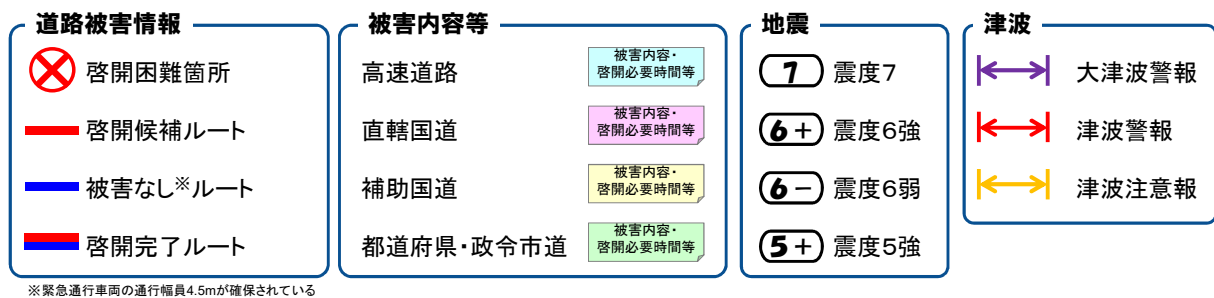 道路被害情報
啓開困難箇所
啓開候補ルート
被害なし※ルート
啓開完了ルート
※緊急通行車両の通行幅員4.5mが確保されている
被害内容等
高速道路
被害内容・
啓開必要時間等
直轄国道
被害内容・
啓開必要時間等
補助国道
被害内容・
啓開必要時間等
都道府県・政令市道
被害内容・
啓開必要時間等
地震
7 震度7
6+ 震度6強
6- 震度6弱
5+ 震度5強
津波
大津波警報
津波警報
津波注意報